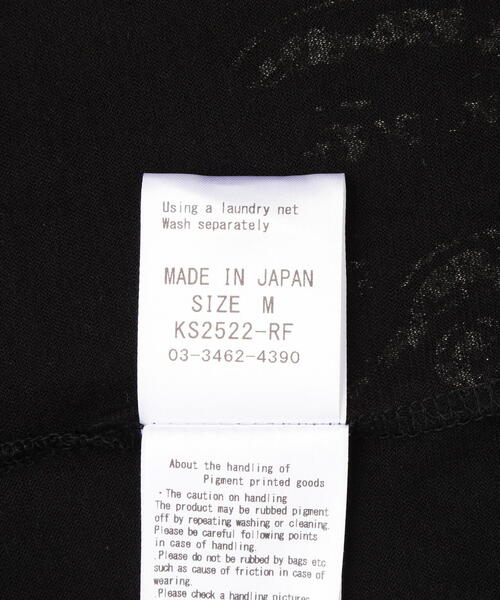 Using a laundry net
Wash separately
MADE IN JAPAN
SIZE M
KS2522-RF
03-3462-4390
About the handling of
Pigment printed goods
・The caution on handling
The product may be rubbed pigment
off by repeating washing or cleaning.
Please be careful following points
in case of handling.
.Please do not be rubbed by bags etc
such as cause of friction in case of
wearing.
.Please check a handling pictures